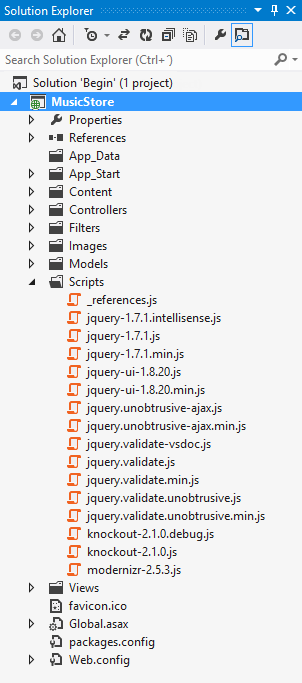 Solution Explorer
Search Solution Explorer (Ctrl+´)
Solution 'Begin' (1 project)
MusicStore
Properties
References
App_Data
App_Start
Content
Controllers
Filters
Images
Models
Scripts
_references.js
jquery-1.7.1.intellisense.js
jquery-1.7.1.js
jquery-1.7.1.min.js
jquery-ui-1.8.20.js
jquery-ui-1.8.20.min.js
jquery.unobtrusive-ajax.js
jquery.unobtrusive-ajax.min.js
jquery.validate-vsdoc.js
jquery.validate.js
jquery.validate.min.js
jquery.validate.unobtrusive.js
jquery.validate.unobtrusive.min.js
knockout-2.1.0.debug.js
knockout-2.1.0.js
modernizr-2.5.3.js
Views
favicon.ico
Global.asax
packages.config
Web.config